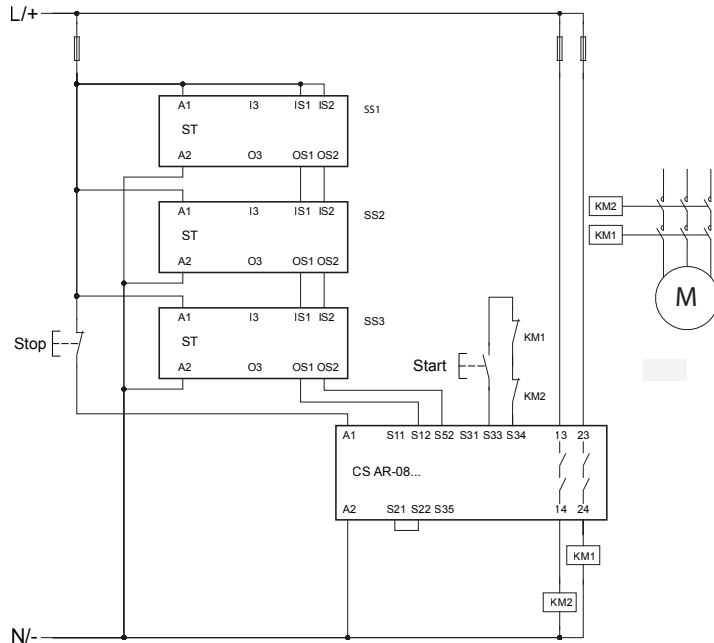 L/+
A1 I3 IS1 IS2 SS1
ST
A2 O3 OS1 OS2
A1 I3 IS1 IS2 SS2
ST
A2 O3 OS1 OS2
KM2
KM1
M
A1 I3 IS1 IS2 SS3
ST
A2 O3 OS1 OS2
Stop
Start
KM1
KM2
A1 S11 S12 S52 S31 S33 S34 13 23
CS AR-08...
A2 S21 S22 S35 14 24
KM1
KM2
N/-